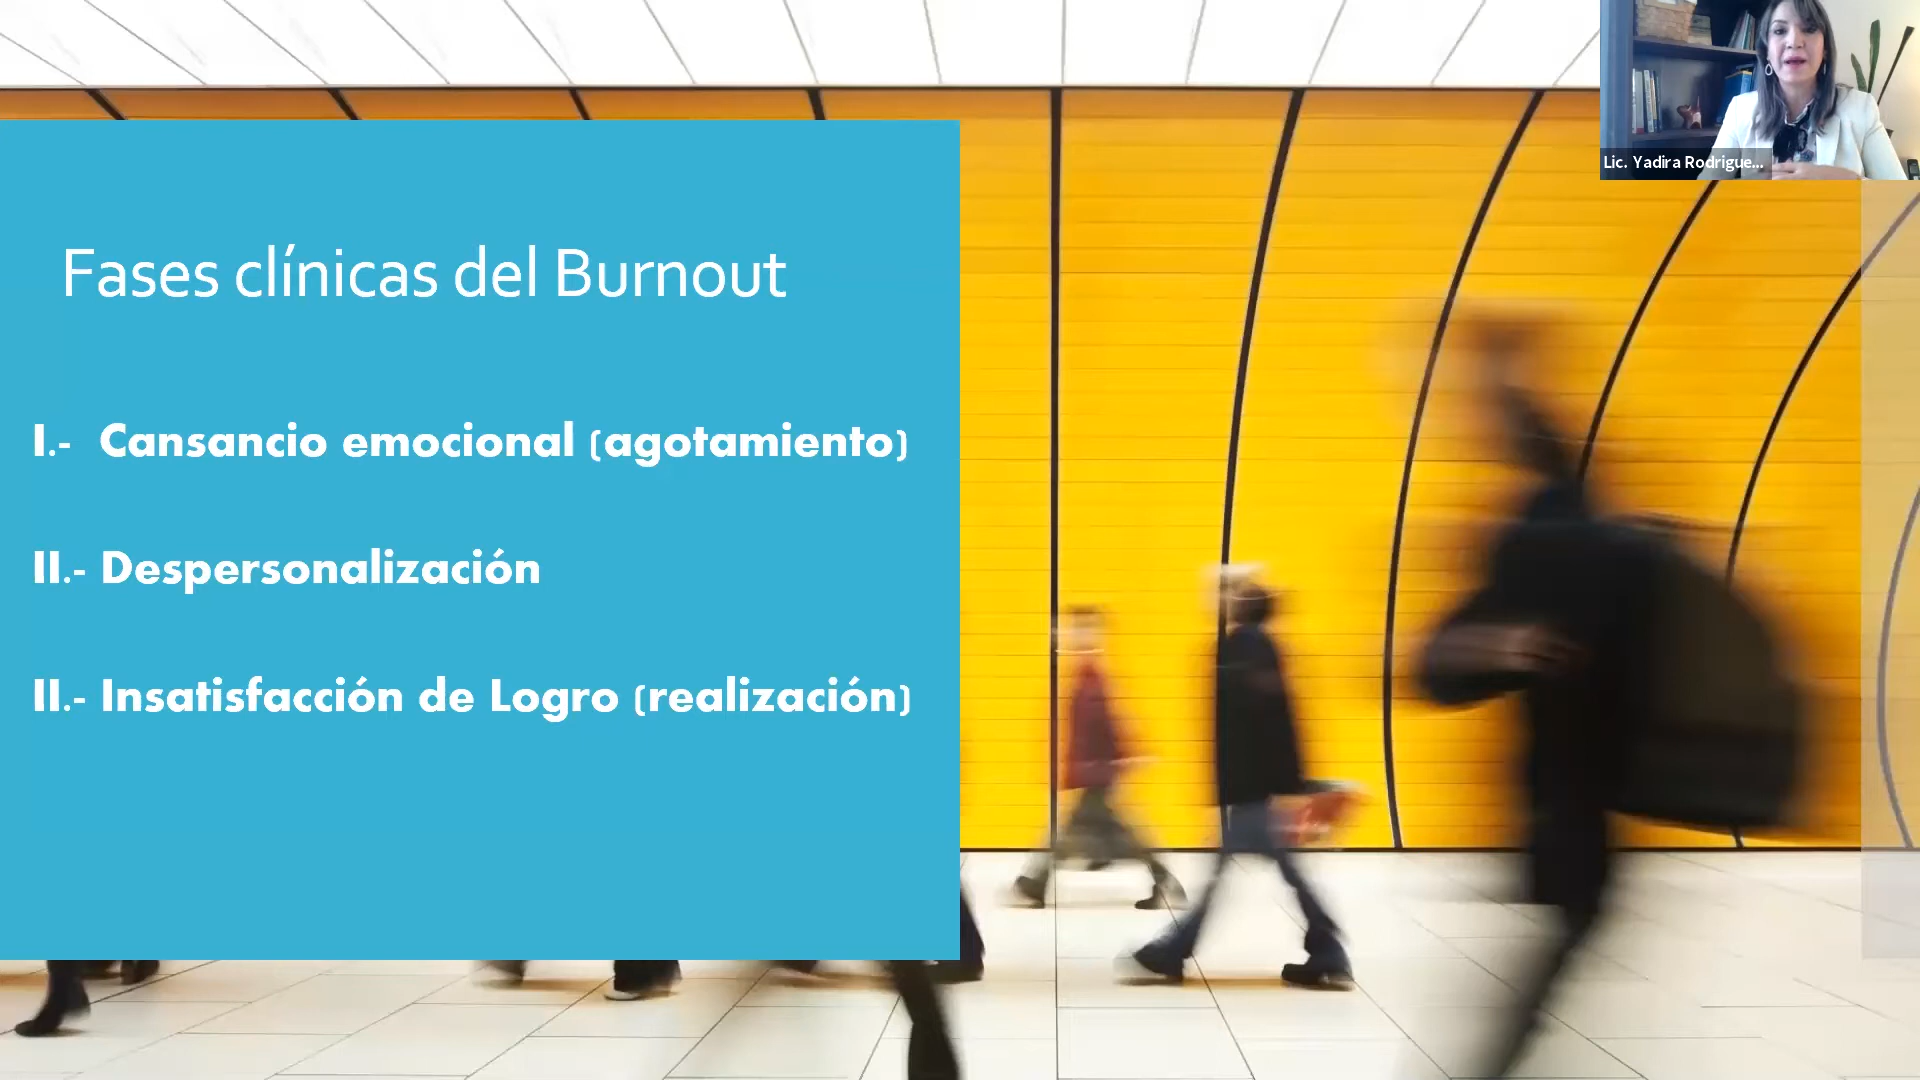 Lic. Yadira Rodrigue...
Fases clínicas del Burnout
I.- Cansancio emocional (agotamiento)
II.- Despersonalización
II.- Insatisfacción de Logro (realización)